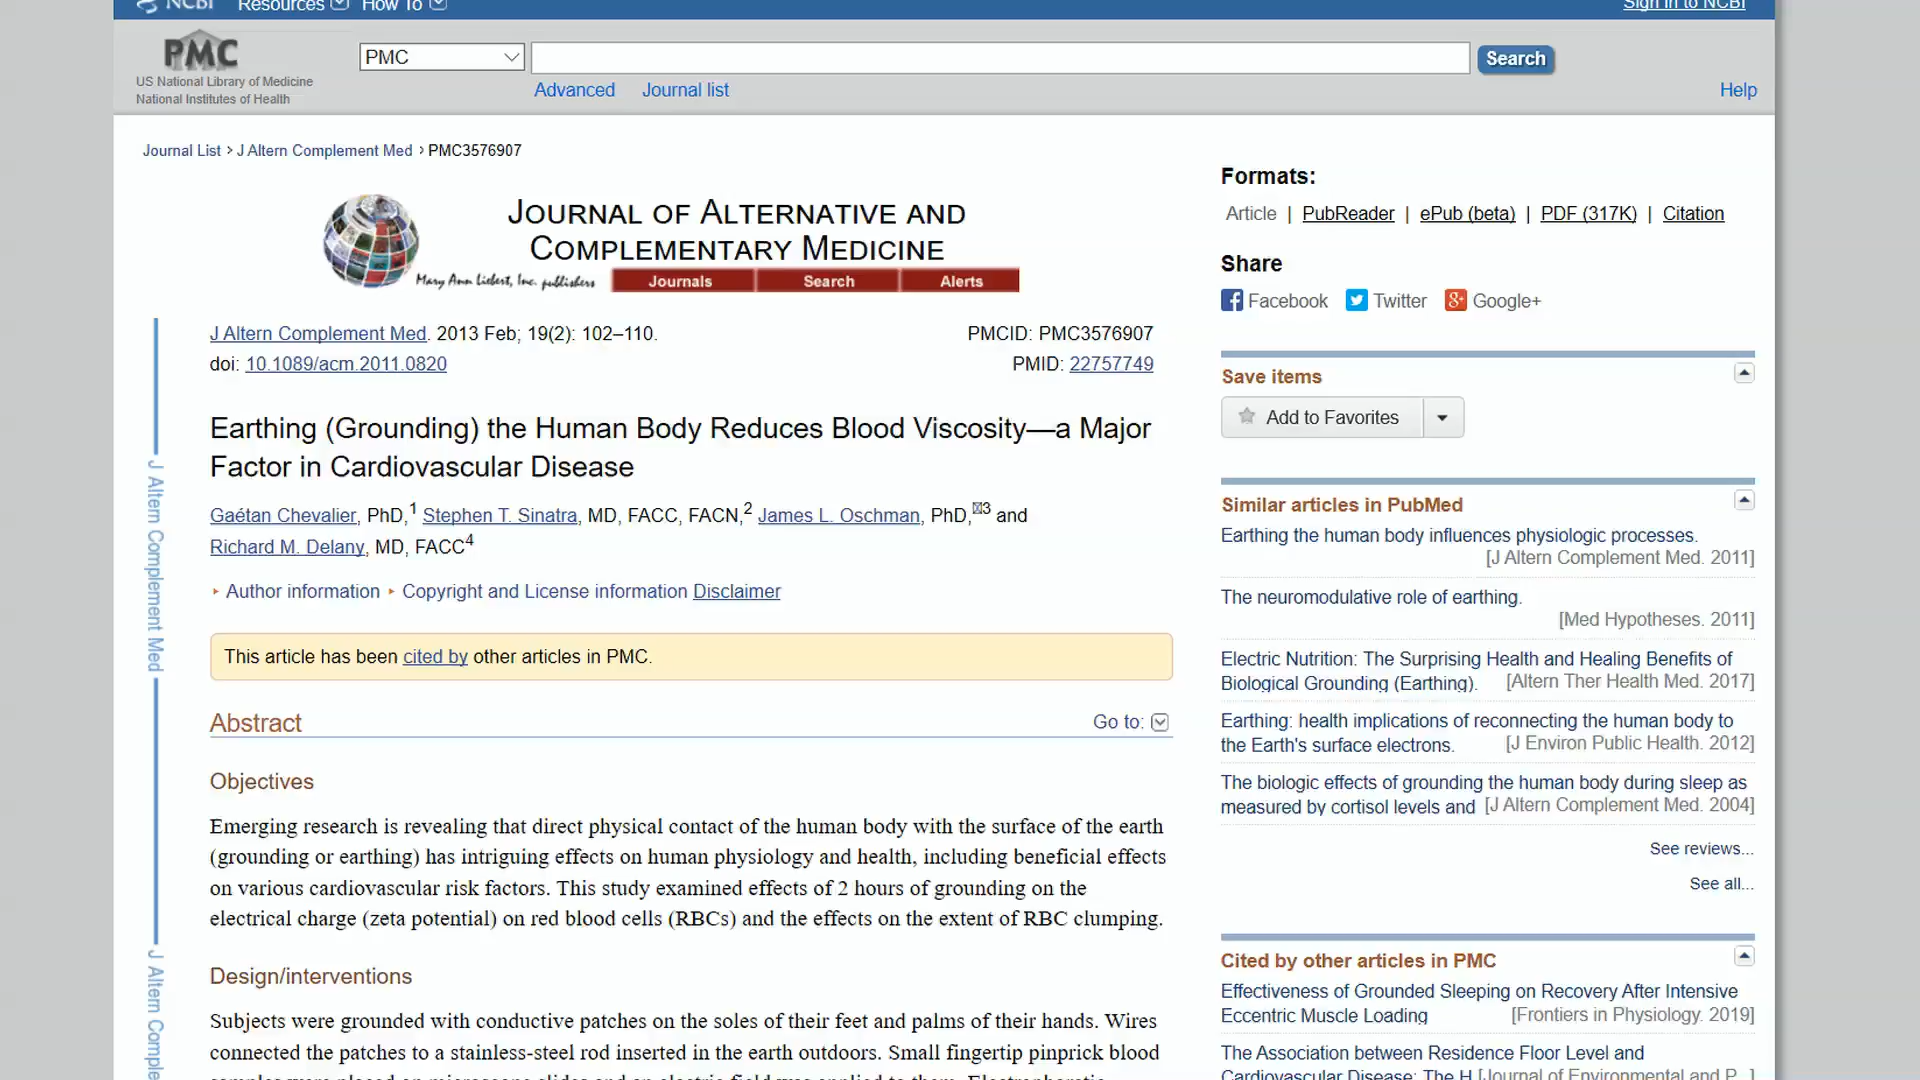 NCBI Resources How To Sign in to NCBI
PMC
US National Library of Medicine
National Institutes of Health
PMC
Search
Advanced Journal list
Help
Journal List > J Altern Complement Med > PMC3576907
JOURNAL OF ALTERNATIVE AND
COMPLEMENTARY MEDICINE
Mary Ann Liebert, Inc. publishers
Journals Search Alerts
J Altern Complement Med. 2013 Feb; 19(2): 102–110.
PMCID: PMC3576907
doi: 10.1089/acm.2011.0820
PMID: 22757749
Earthing (Grounding) the Human Body Reduces Blood Viscosity—a Major
Factor in Cardiovascular Disease
Gaétan Chevalier, PhD,1 Stephen T. Sinatra, MD, FACC, FACN,2 James L. Oschman, PhD,3 and
Richard M. Delany, MD, FACC4
Author information Copyright and License information Disclaimer
This article has been cited by other articles in PMC.
Abstract
Go to:
Objectives
Emerging research is revealing that direct physical contact of the human body with the surface of the earth
(grounding or earthing) has intriguing effects on human physiology and health, including beneficial effects
on various cardiovascular risk factors. This study examined effects of 2 hours of grounding on the
electrical charge (zeta potential) on red blood cells (RBCs) and the effects on the extent of RBC clumping.
Design/interventions
Subjects were grounded with conductive patches on the soles of their feet and palms of their hands. Wires
connected the patches to a stainless-steel rod inserted in the earth outdoors. Small fingertip pinprick blood
J Altern Complement Med
J Altern Comple
Formats:
Article | PubReader | ePub (beta) | PDF (317K) | Citation
Share
Facebook Twitter Google+
Save items
Add to Favorites
Similar articles in PubMed
Earthing the human body influences physiologic processes.
[J Altern Complement Med. 2011]
The neuromodulative role of earthing.
[Med Hypotheses. 2011]
Electric Nutrition: The Surprising Health and Healing Benefits of
Biological Grounding (Earthing). [Altern Ther Health Med. 2017]
Earthing: health implications of reconnecting the human body to
the Earth's surface electrons. [J Environ Public Health. 2012]
The biologic effects of grounding the human body during sleep as
measured by cortisol levels and [J Altern Complement Med. 2004]
See reviews...
See all...
Cited by other articles in PMC
Effectiveness of Grounded Sleeping on Recovery After Intensive
Eccentric Muscle Loading [Frontiers in Physiology. 2019]
The Association between Residence Floor Level and
Cardiovascular Disease: The H [Journal of Environmental and P...]